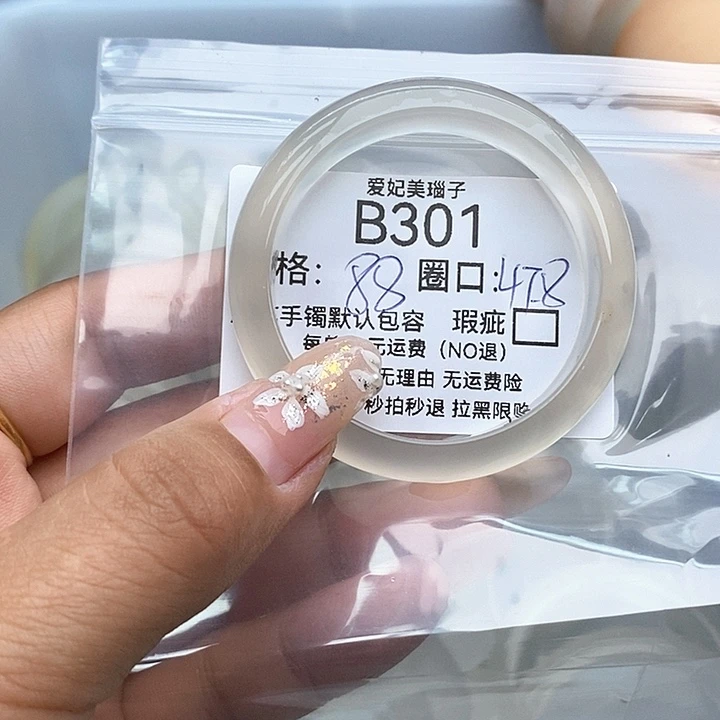 爱妃美瑙子
B301
格: 88 圈口:47.8
手镯默认包容 瑕疵
无运费（NO退）
无理由 无运费险
秒拍秒退 拉黑限